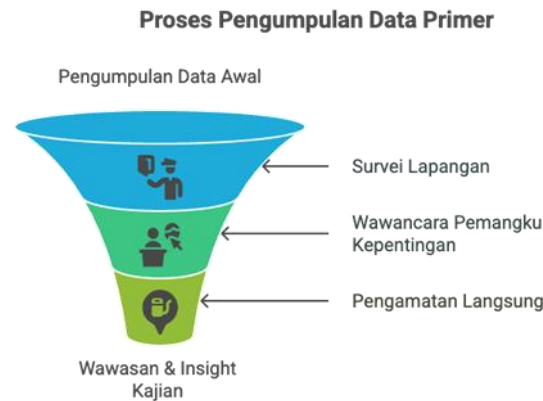 Proses Pengumpulan Data Primer
Pengumpulan Data Awal
Survei Lapangan
Wawancara Pemangku
Kepentingan
Pengamatan Langsung
Wawasan & Insight
Kajian